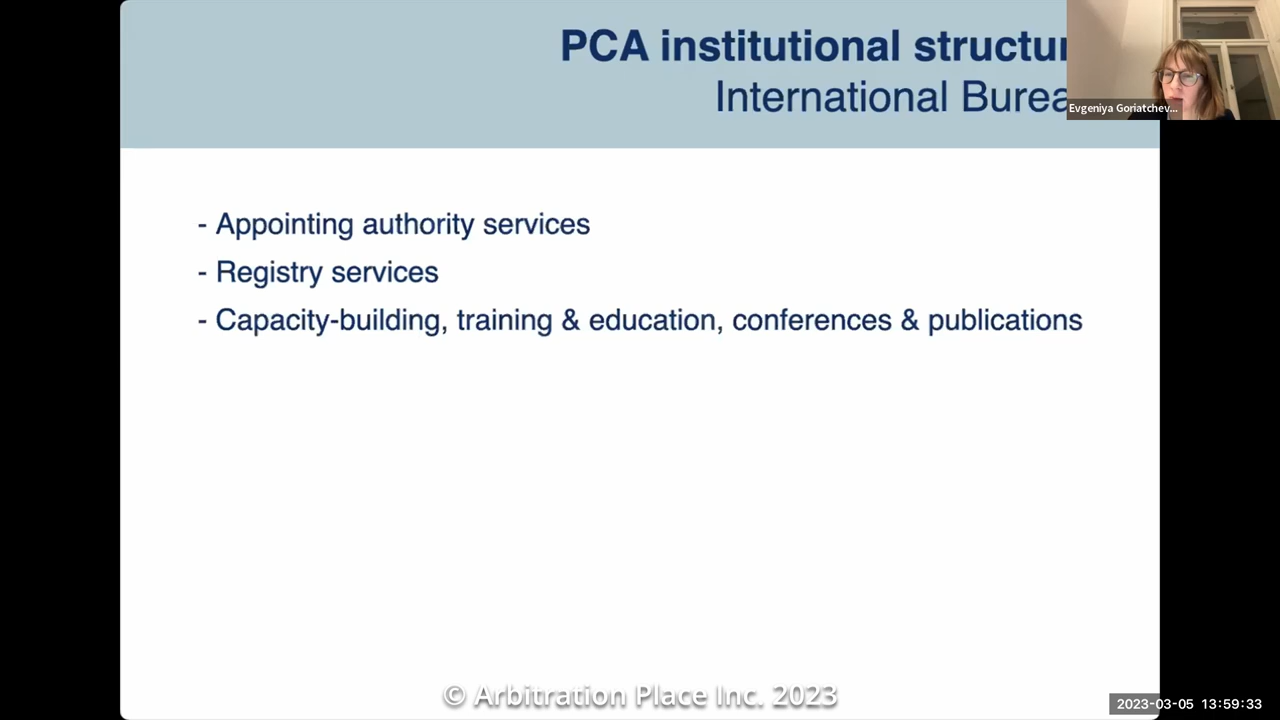 PCA institutional structur
International Burea
Evgeniya Goriatchev...
- Appointing authority services
- Registry services
- Capacity-building, training & education, conferences & publications
© Arbitration Place Inc. 2023
2023-03-05 13:59:33